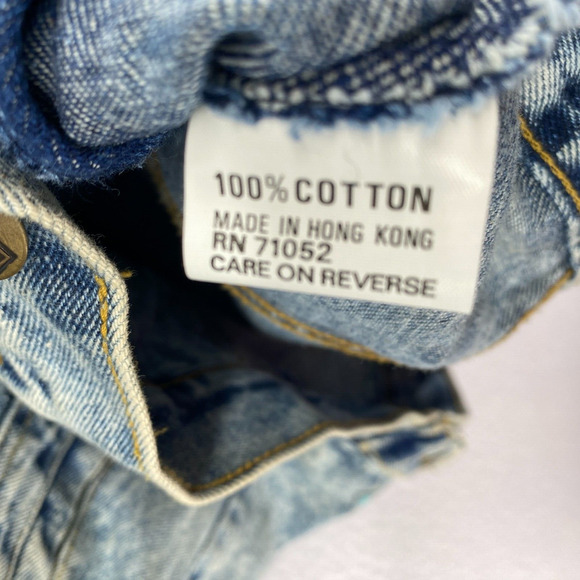 100% COTTON
MADE IN HONG KONG
RN 71052
CARE ON REVERSE